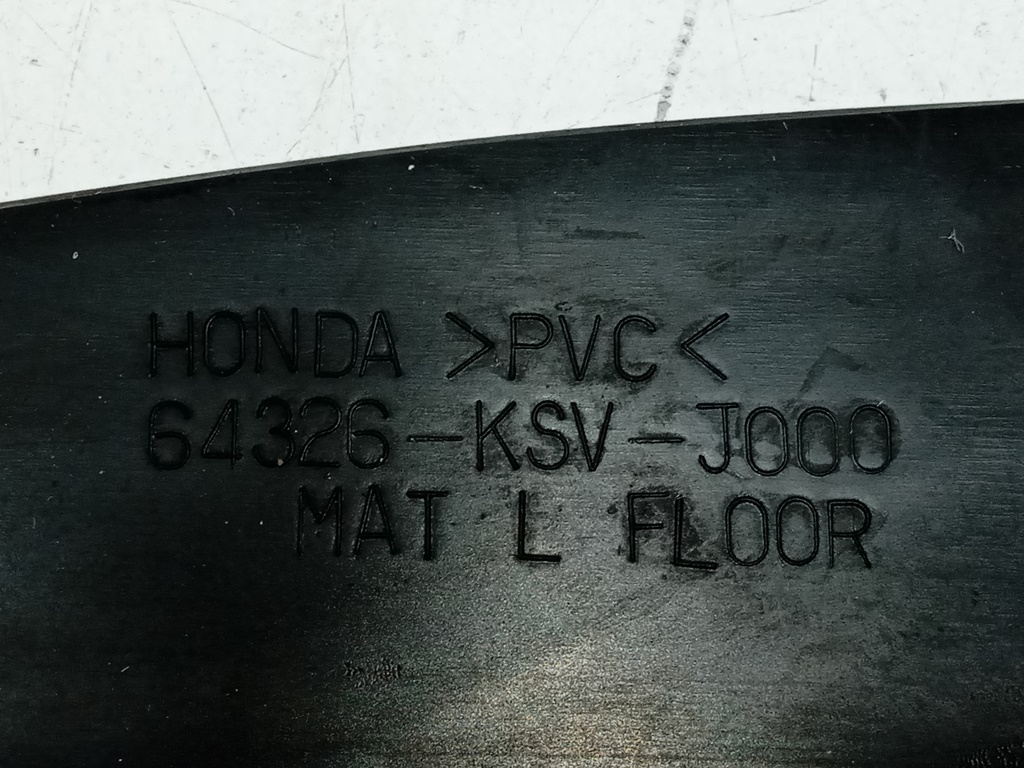 HONDA >PVC<
64326-KSV-J000
MAT L FLOOR